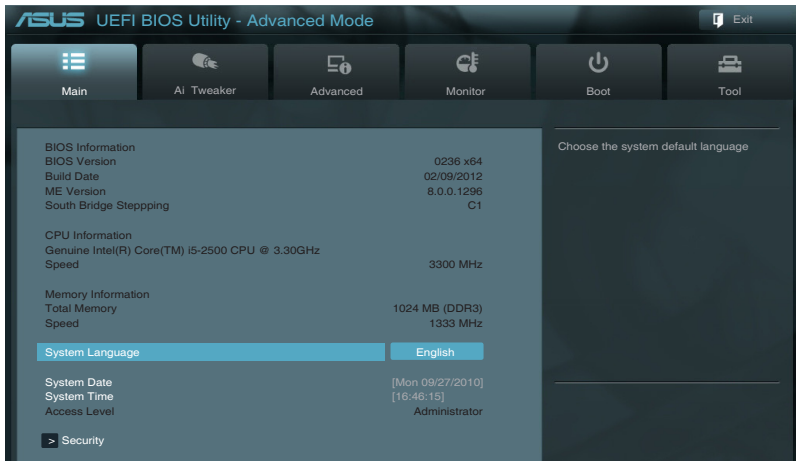 ASUS UEFI BIOS Utility - Advanced Mode
Exit
Main
Ai Tweaker
Advanced
Monitor
Boot
Tool
BIOS Information
BIOS Version 0236 x64
Build Date 02/09/2012
ME Version 8.0.0.1296
South Bridge Steppping C1
CPU Information
Genuine Intel(R) Core(TM) i5-2500 CPU @ 3.30GHz
Speed 3300 MHz
Memory Information
Total Memory 1024 MB (DDR3)
Speed 1333 MHz
System Language English
System Date [Mon 09/27/2010]
System Time [16:46:15]
Access Level Administrator
> Security
Choose the system default language